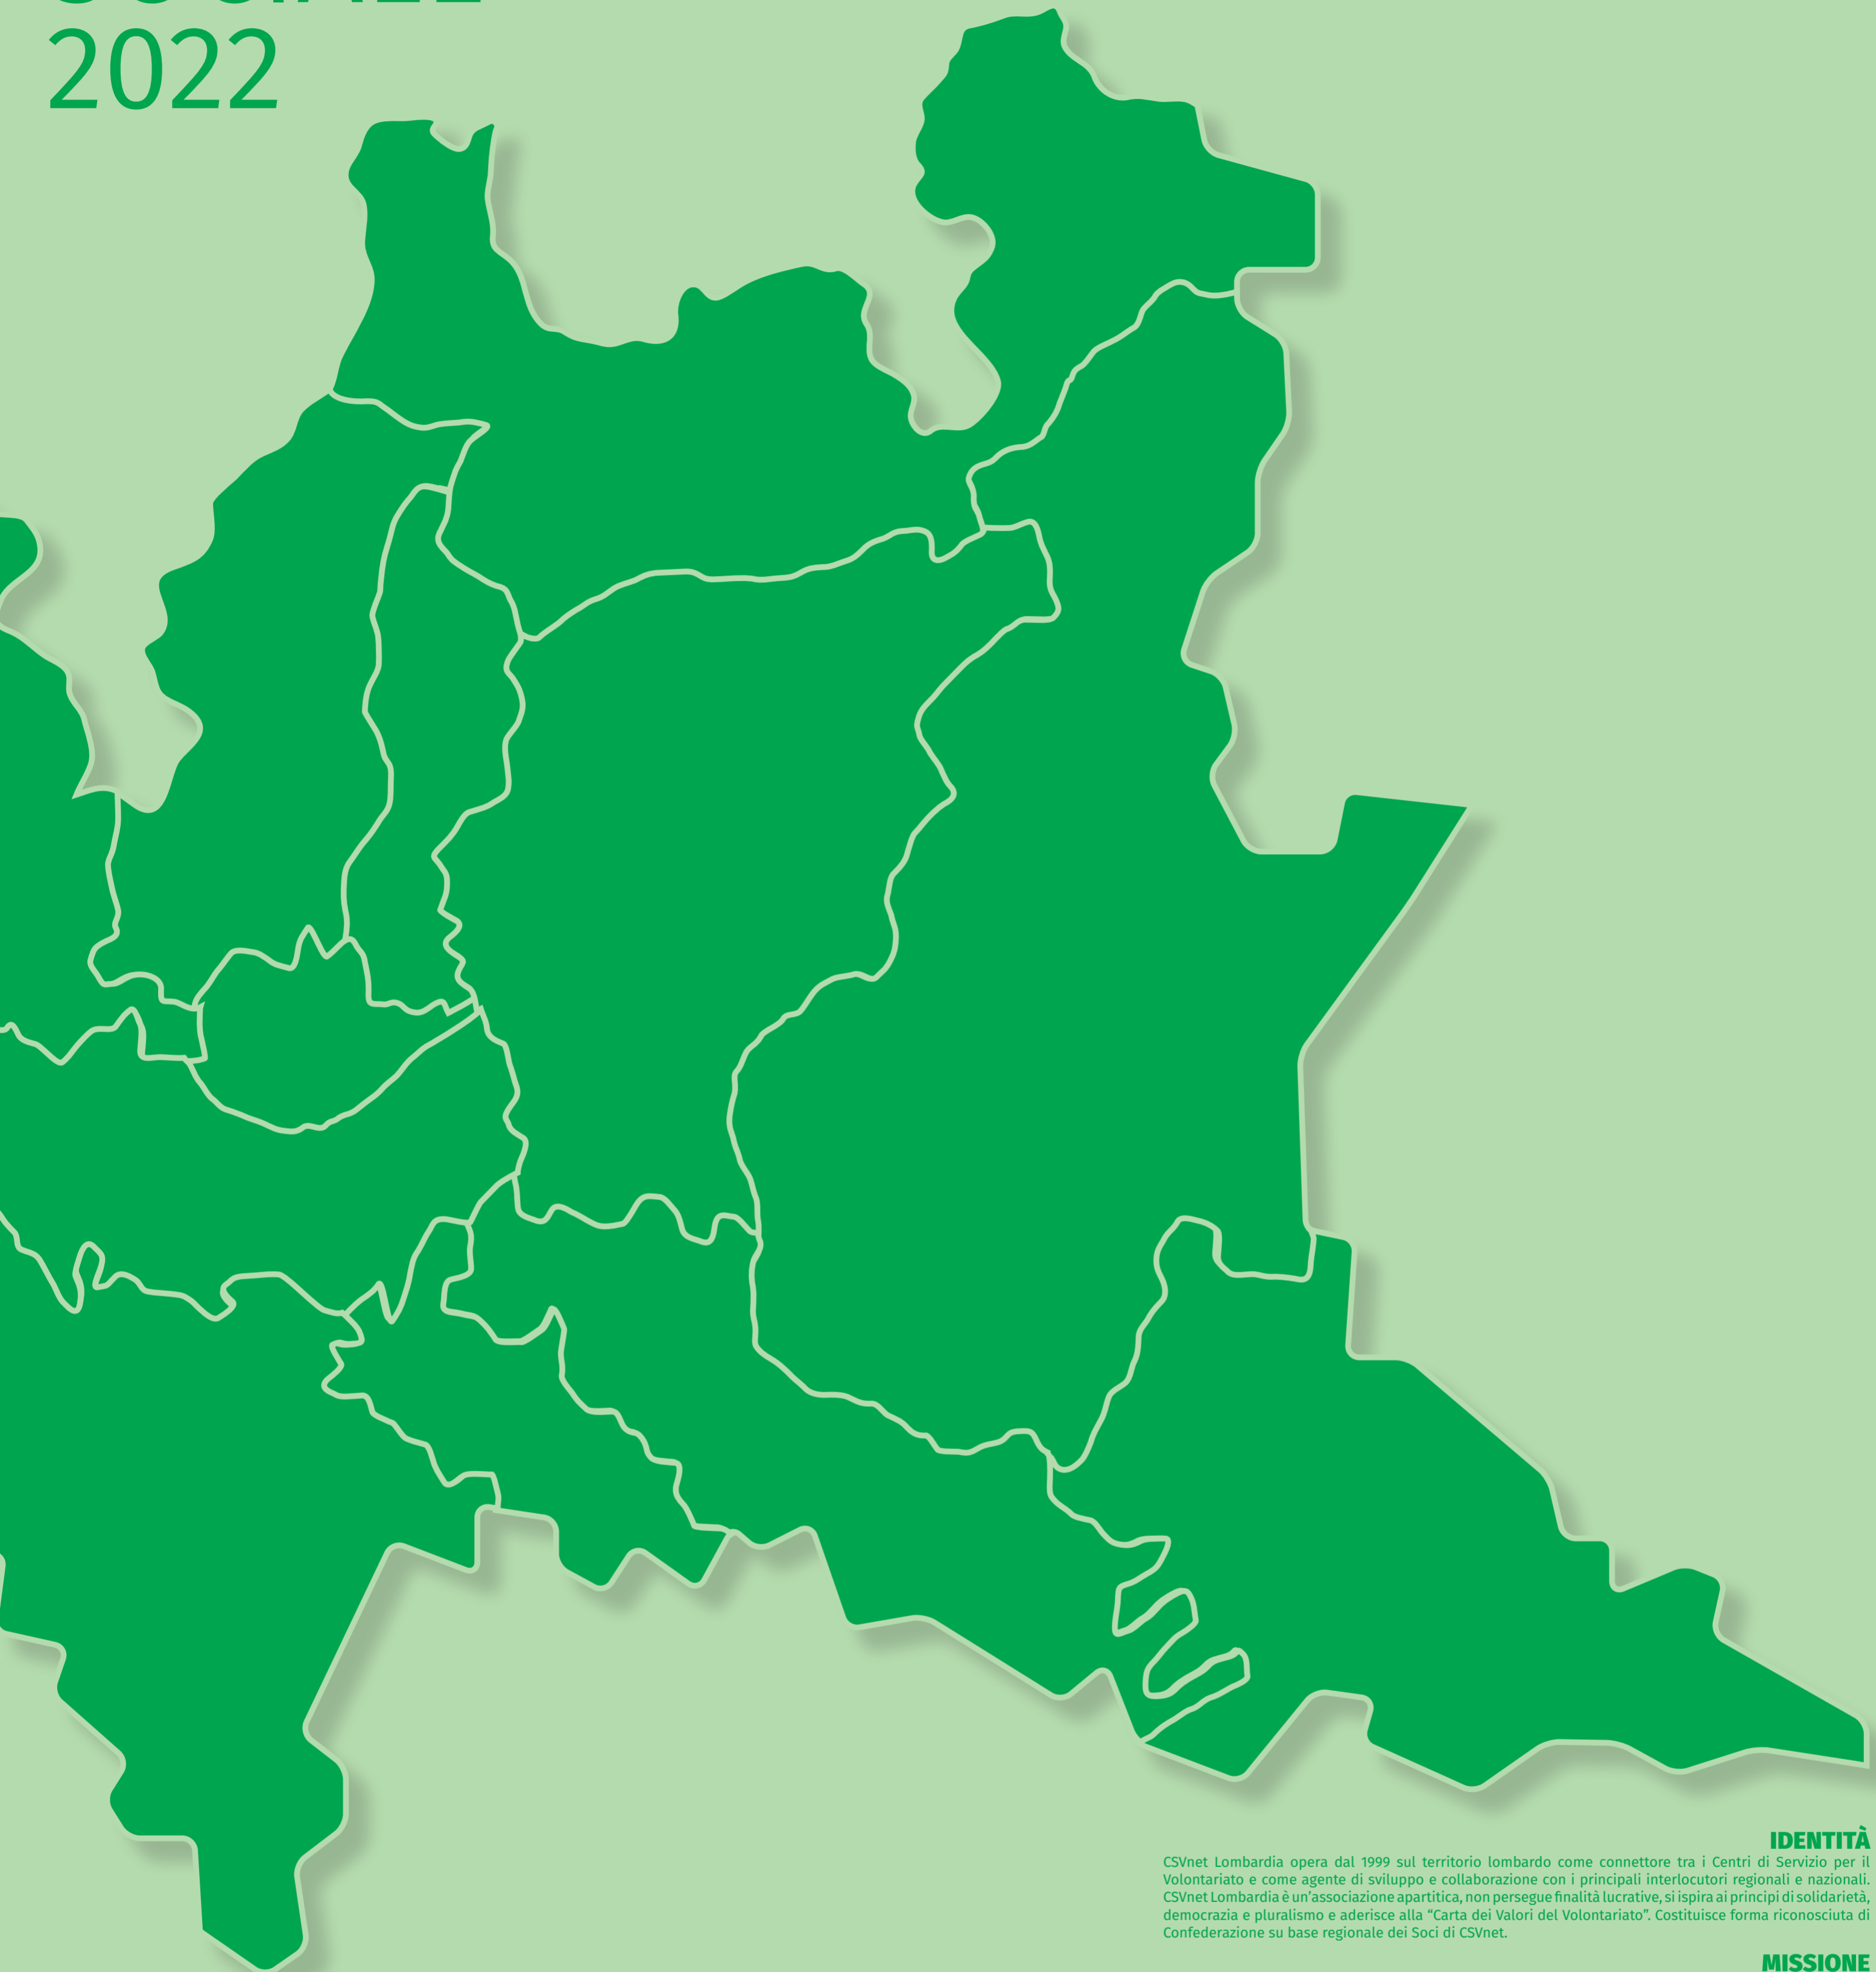 2022
IDENTITÀ
CSVnet Lombardia opera dal 1999 sul territorio lombardo come connettore tra i Centri di Servizio per il
Volontariato e come agente di sviluppo e collaborazione con i principali interlocutori regionali e nazionali.
CSVnet Lombardia è un’associazione apartitica, non persegue finalità lucrative, si ispira ai principi di solidarietà,
democrazia e pluralismo e aderisce alla “Carta dei Valori del Volontariato”. Costituisce forma riconosciuta di
Confederazione su base regionale dei Soci di CSVnet.
MISSIONE